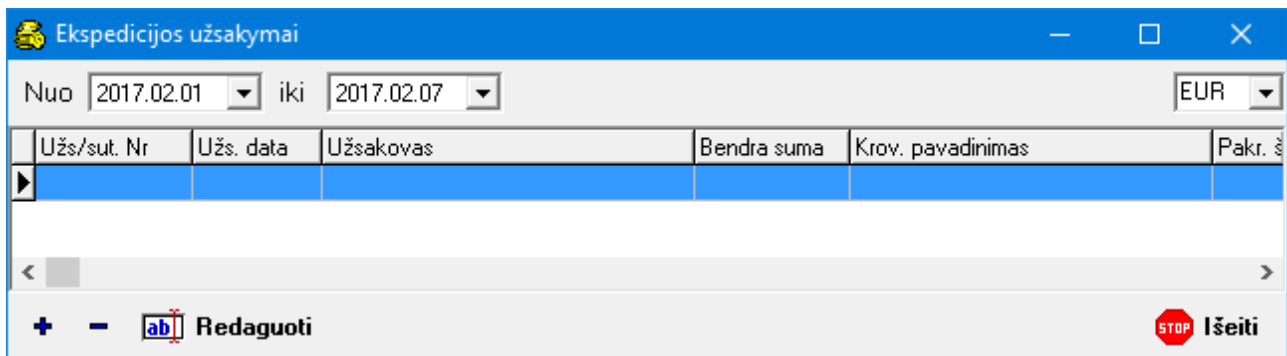 Ekspedicijos užsakymai
Nuo 2017.02.01 iki 2017.02.07 EUR
Užs/sut. Nr Užs. data Užsakovas Bendra suma Krov. pavadinimas Pakr. š
ab Redaguoti STOP Išeiti